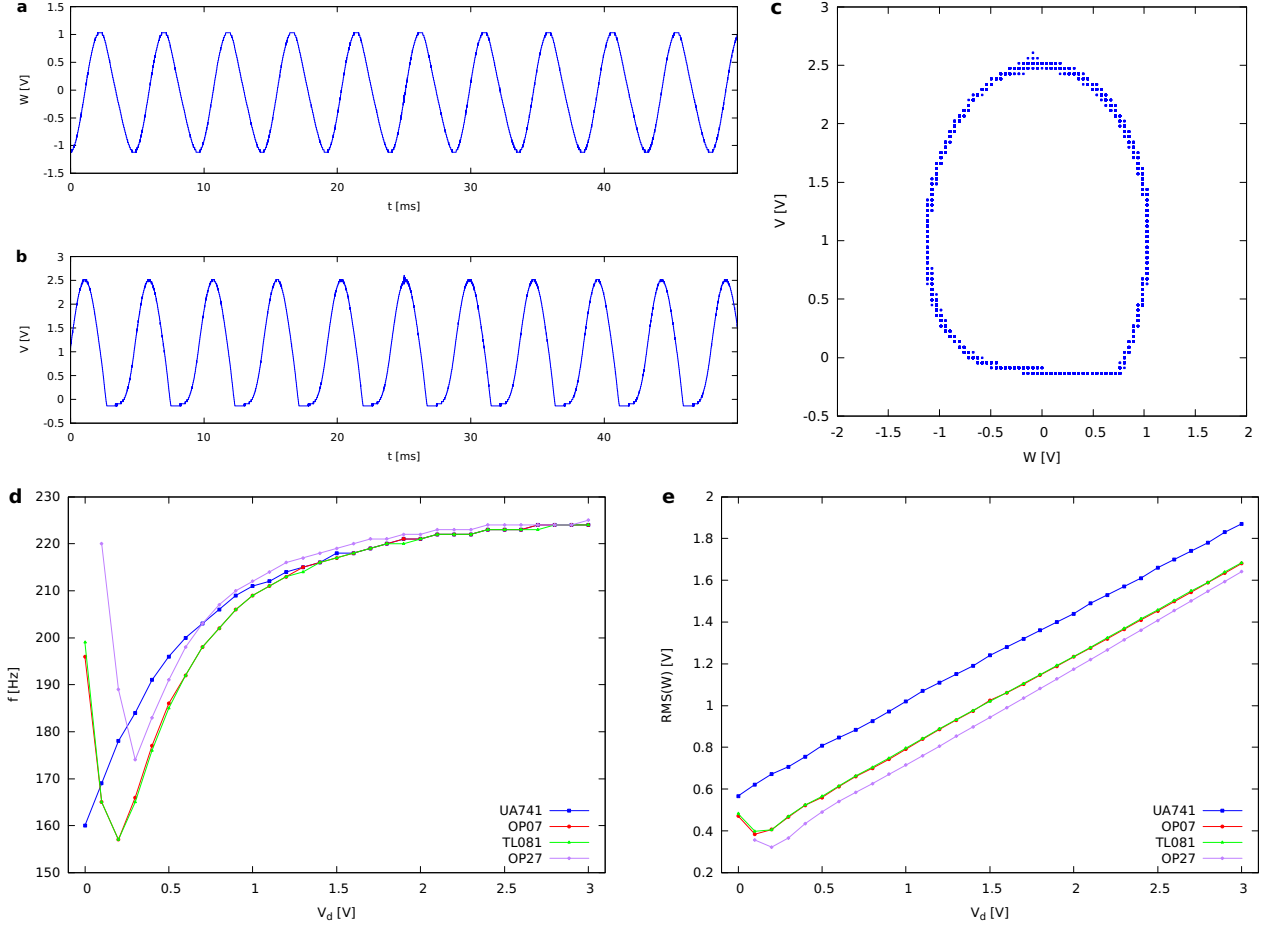 a
1.5
1
0.5
0
-0.5
-1
-1.5
W [V]
0 10 20 30 40
t [ms]
b
3
2.5
2
1.5
1
0.5
0
-0.5
V [V]
0 10 20 30 40
t [ms]
c
3
2.5
2
1.5
1
0.5
0
-0.5
V [V]
-2 -1.5 -1 -0.5 0 0.5 1 1.5 2
W [V]
d
230
220
210
200
190
180
170
160
150
f [Hz]
0 0.5 1 1.5 2 2.5 3
V_d [V]
UA741
OP07
TL081
OP27
e
2
1.8
1.6
1.4
1.2
1
0.8
0.6
0.4
0.2
RMS(W) [V]
0 0.5 1 1.5 2 2.5 3
V_d [V]
UA741
OP07
TL081
OP27